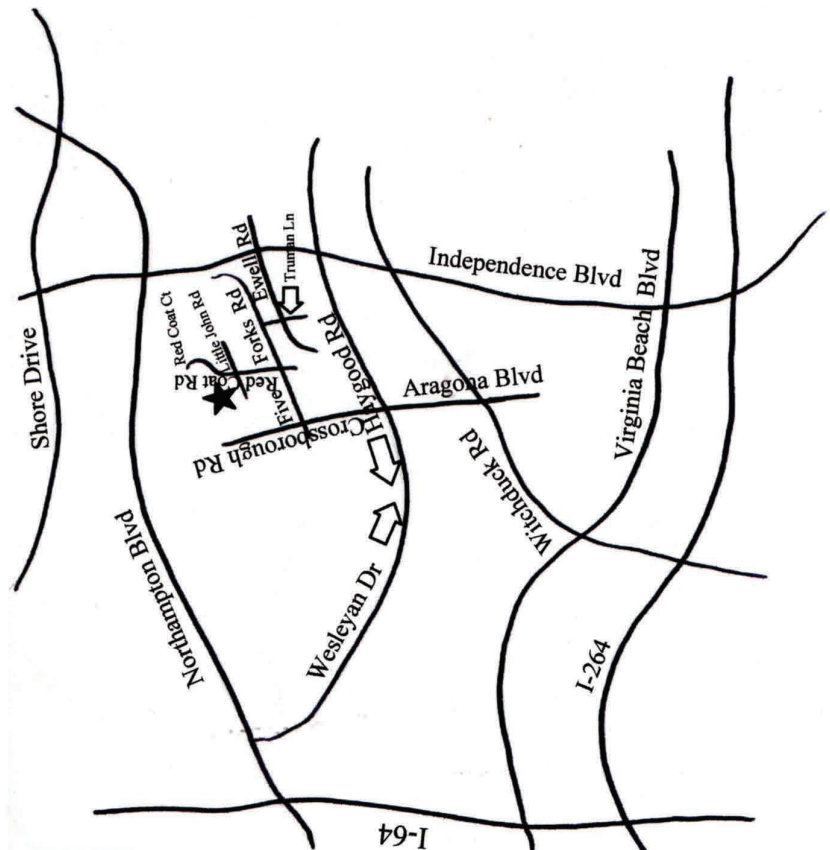 Ewell Rd
Truman Ln
Independence Blvd
Virginia Beach Blvd
Red Coat Ct
Little John Rd
Five Forks Rd
Haygood Rd
Shore Drive
Red Coat Rd
Aragona Blvd
Crossborough Rd
Witchduck Rd
Northampton Blvd
Wesleyan Dr
I-264
I-64